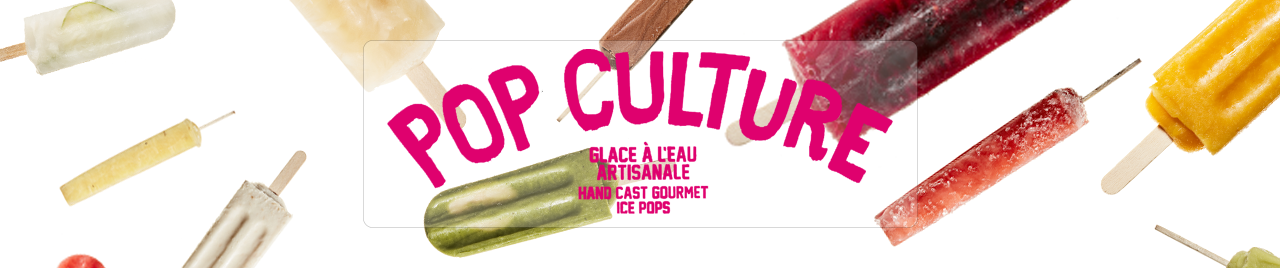 POP CULTURE
GLACE À L'EAU
ARTISANALE
HAND CAST GOURMET
ICE POPS